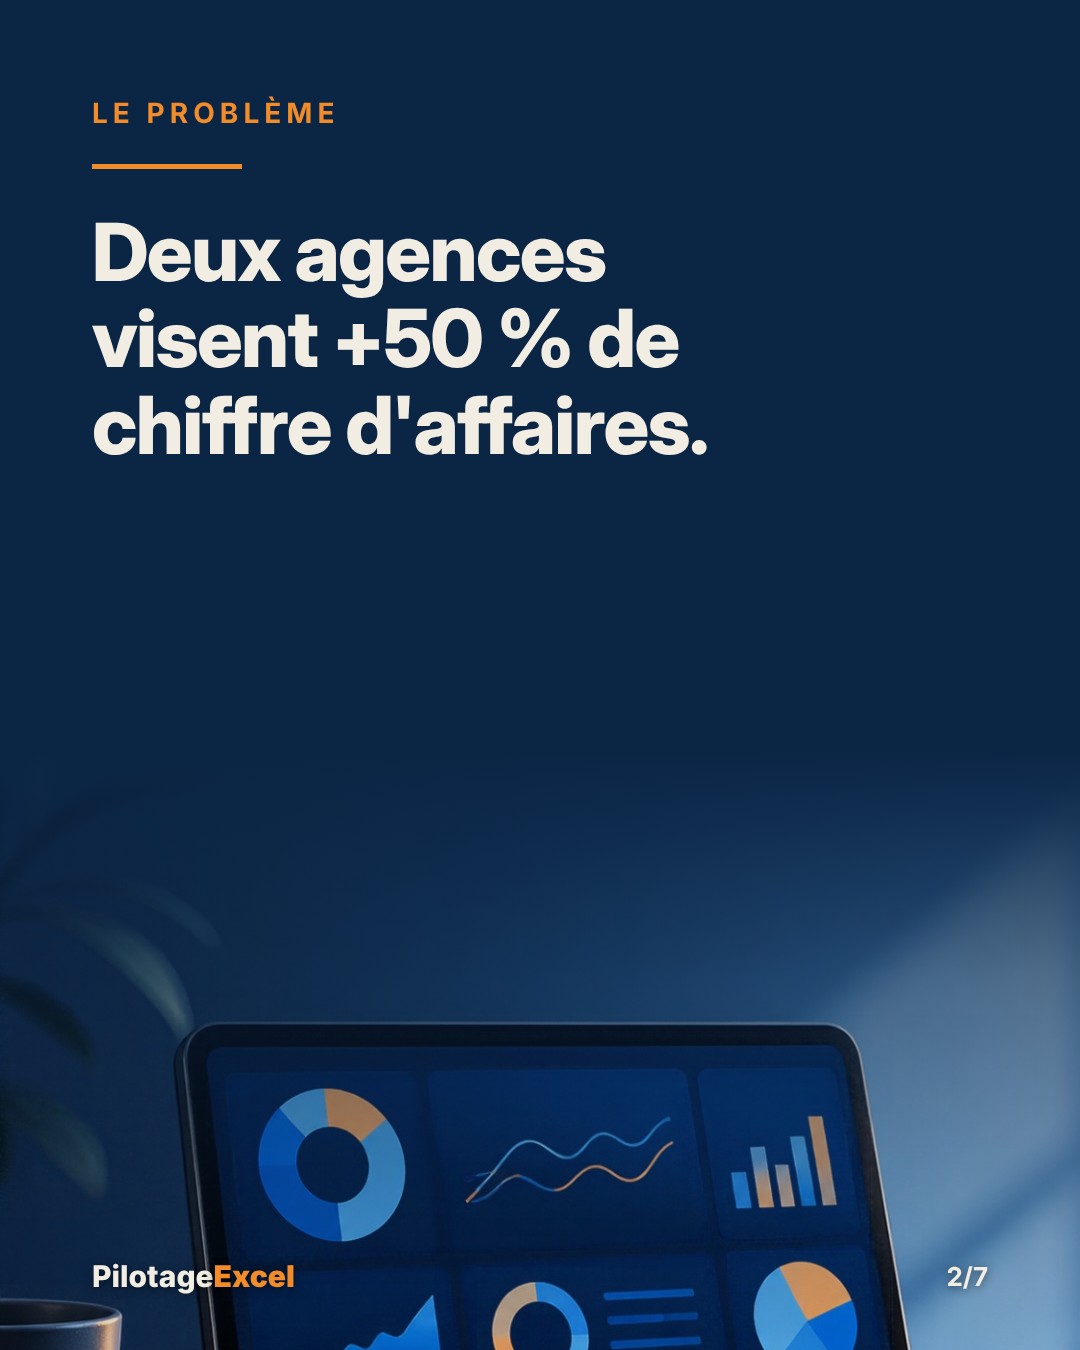 LE PROBLÈME
Deux agences
visent +50 % de
chiffre d'affaires.
PilotageExcel
2/7